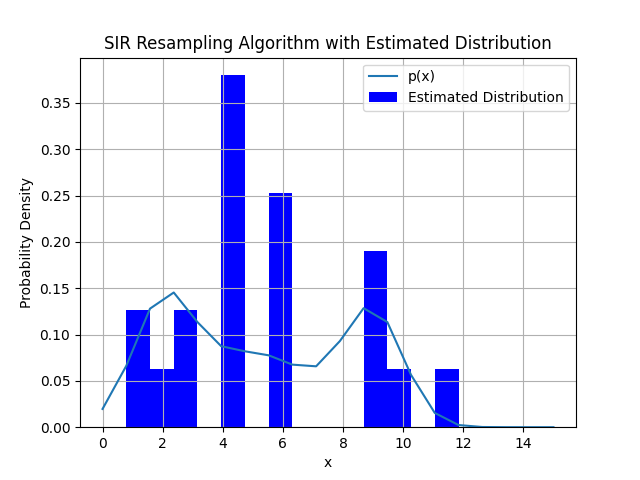 SIR Resampling Algorithm with Estimated Distribution
p(x)
Estimated Distribution
Probability Density
0.35
0.30
0.25
0.20
0.15
0.10
0.05
0.00
0 2 4 6 8 10 12 14
x